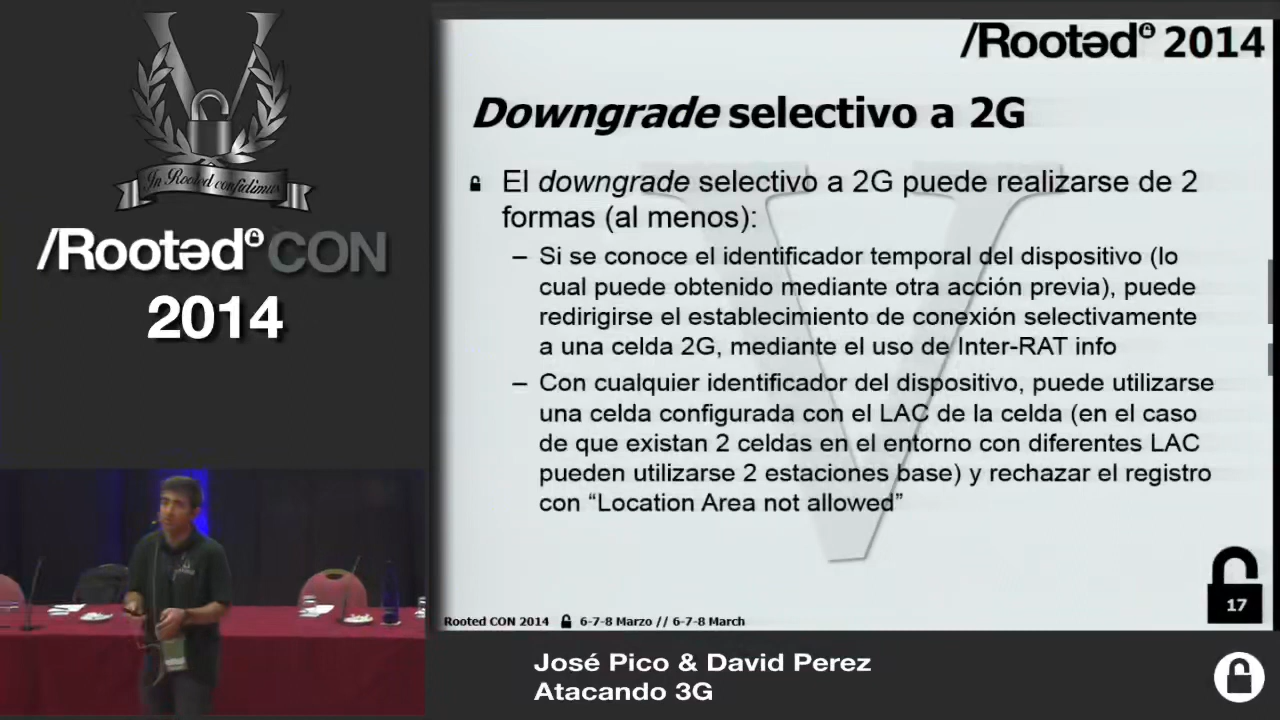 In Rooted confidimus
/Rootəd CON
2014
/Rootəd 2014
Downgrade selectivo a 2G
El downgrade selectivo a 2G puede realizarse de 2
formas (al menos):
– Si se conoce el identificador temporal del dispositivo (lo
cual puede obtenido mediante otra acción previa), puede
redirigirse el establecimiento de conexión selectivamente
a una celda 2G, mediante el uso de Inter-RAT info
– Con cualquier identificador del dispositivo, puede utilizarse
una celda configurada con el LAC de la celda (en el caso
de que existan 2 celdas en el entorno con diferentes LAC
pueden utilizarse 2 estaciones base) y rechazar el registro
con “Location Area not allowed”
17
Rooted CON 2014 6-7-8 Marzo // 6-7-8 March
José Pico & David Perez
Atacando 3G